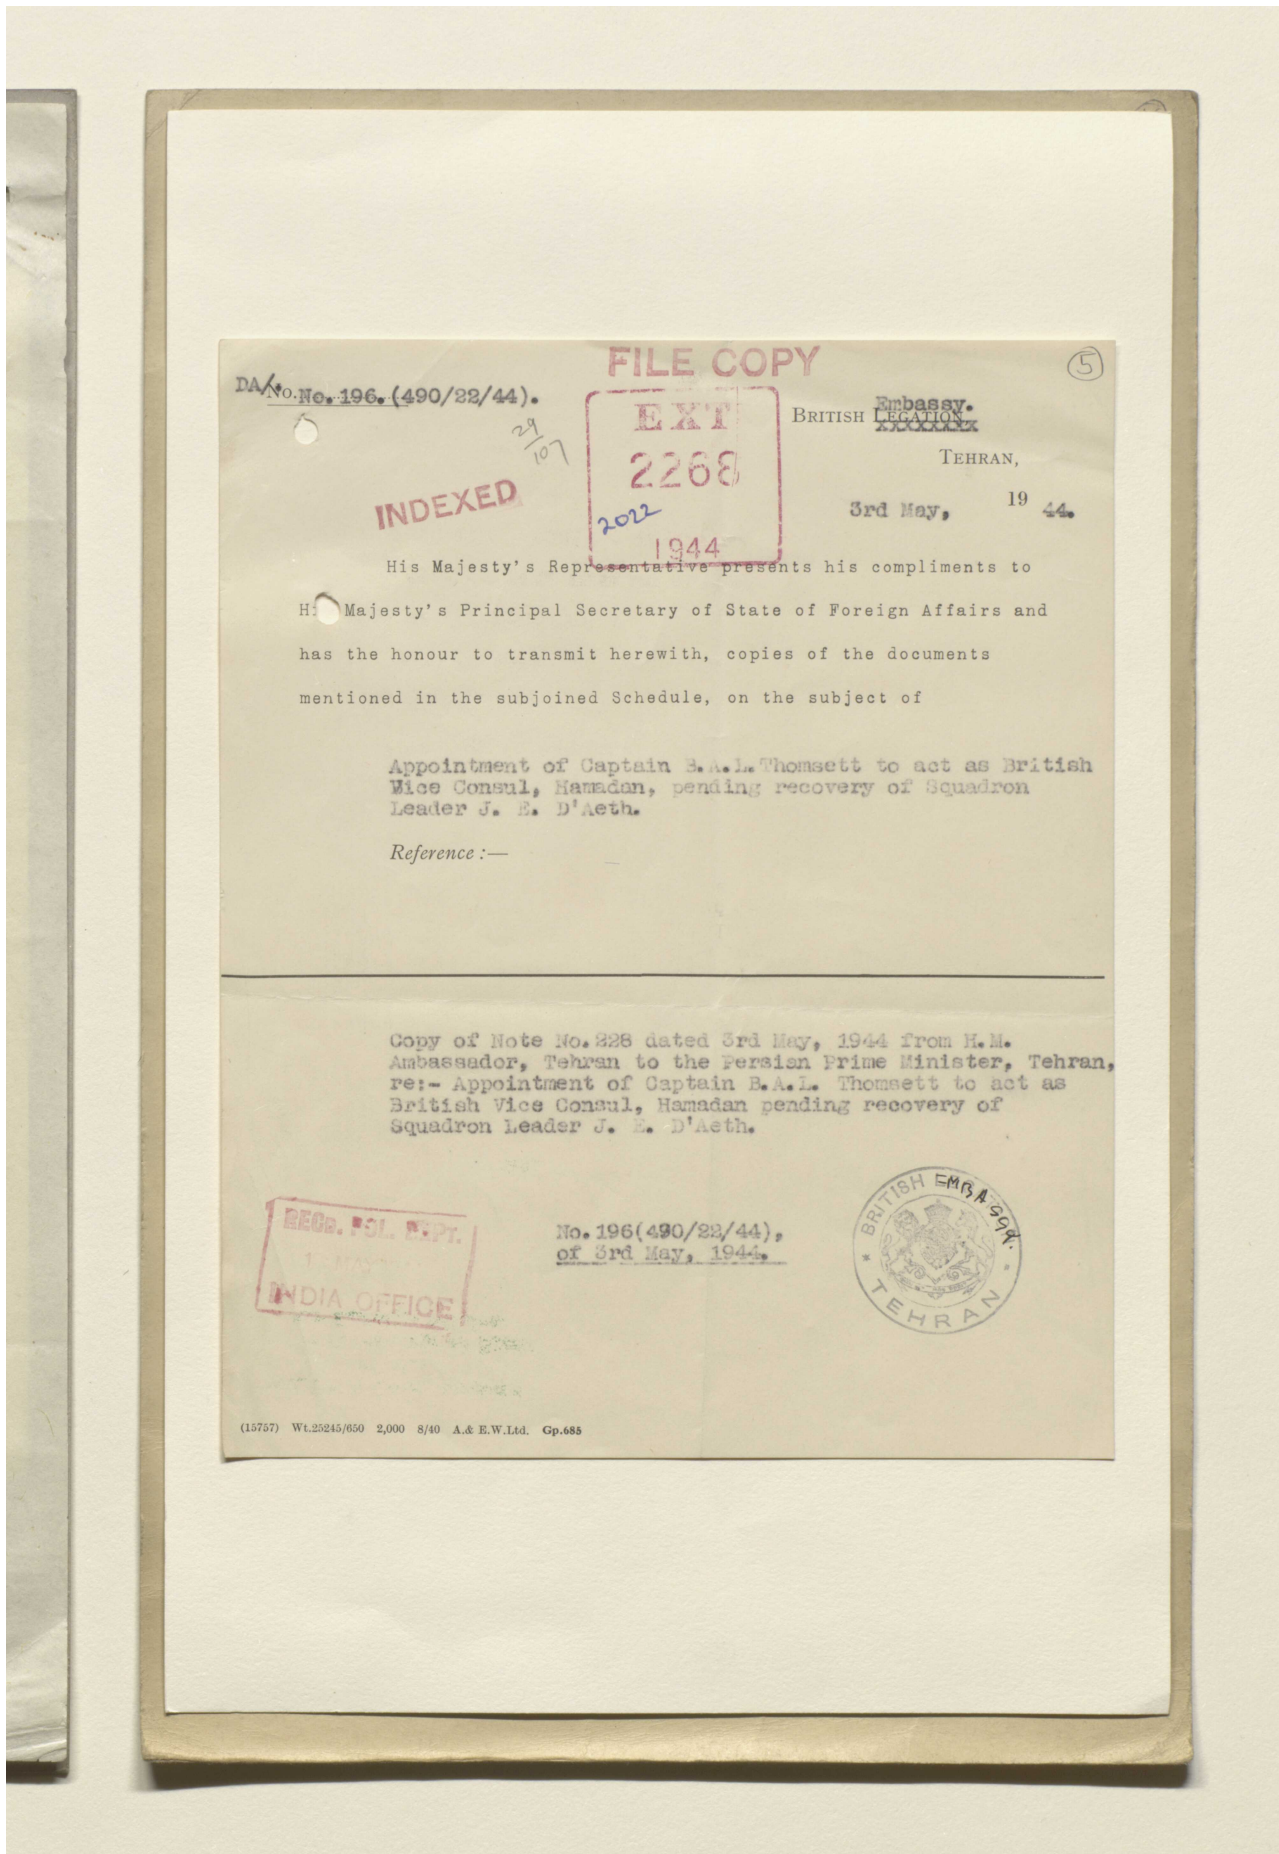 FILE COPY
5
DA/. No. No. 196. (490/22/44).
29
107
EXT
2268
2022
1944
INDEXED
BRITISH LEGATION Embassy.
xxxxxxxx
TEHRAN,
3rd May, 19 44.
His Majesty's Representative presents his compliments to
Hi Majesty's Principal Secretary of State of Foreign Affairs and
has the honour to transmit herewith, copies of the documents
mentioned in the subjoined Schedule, on the subject of
Appointment of Captain B.A.L.Thomsett to act as British
Vice Consul, Hamadan, pending recovery of Squadron
Leader J. E. D'Aeth.
Reference :—
Copy of Note No.228 dated 3rd May, 1944 from H.M.
Ambassador, Tehran to the Persian Prime Minister, Tehran,
re:- Appointment of Captain B.A.L. Thomsett to act as
British Vice Consul, Hamadan pending recovery of
Squadron Leader J. E. D'Aeth.
RECD. POL. DEPT.
INDIA OFFICE
No.196(490/22/44),
of 3rd May, 1944.
BRITISH EMBASSY.
TEHRAN
(15757) Wt.25245/650 2,000 8/40 A.& E.W.Ltd. Gp.685